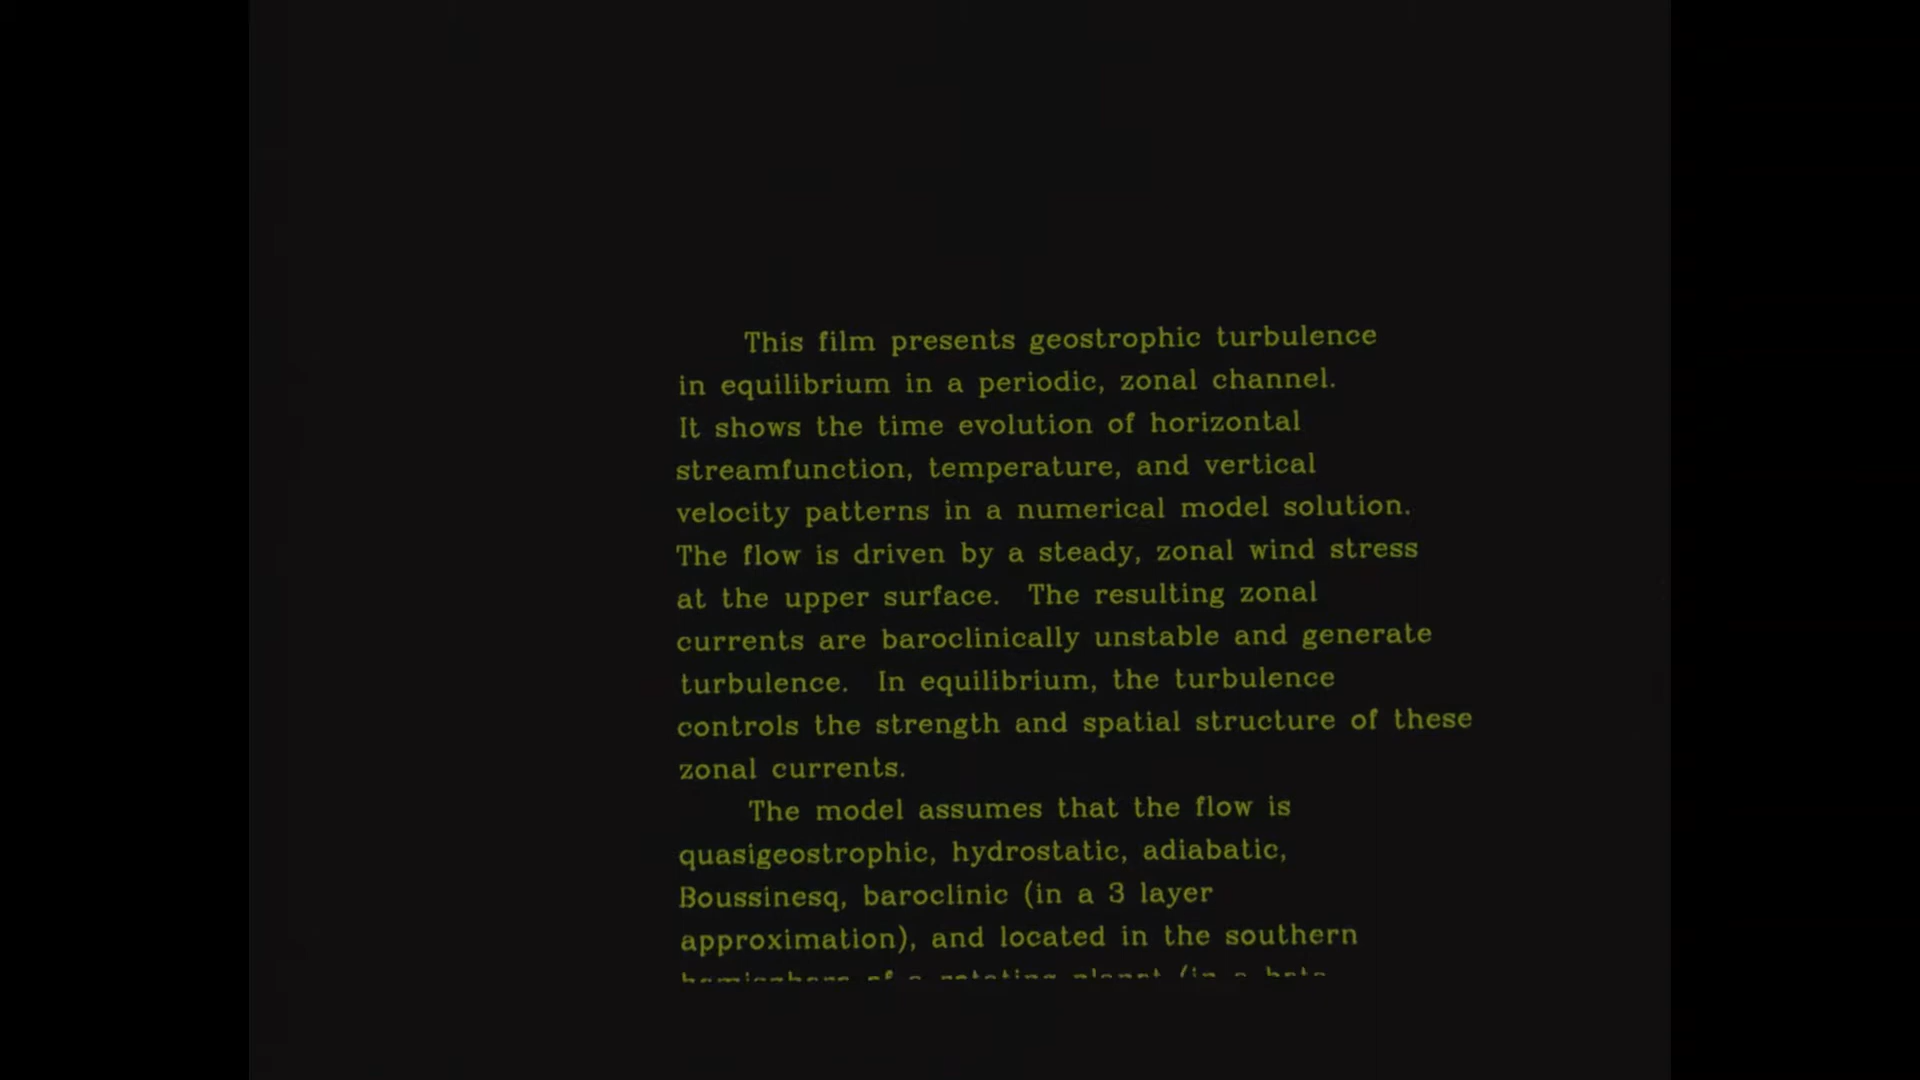 This film presents geostrophic turbulence
in equilibrium in a periodic, zonal channel.
It shows the time evolution of horizontal
streamfunction, temperature, and vertical
velocity patterns in a numerical model solution.
The flow is driven by a steady, zonal wind stress
at the upper surface. The resulting zonal
currents are baroclinically unstable and generate
turbulence. In equilibrium, the turbulence
controls the strength and spatial structure of these
zonal currents.
The model assumes that the flow is
quasigeostrophic, hydrostatic, adiabatic,
Boussinesq, baroclinic (in a 3 layer
approximation), and located in the southern